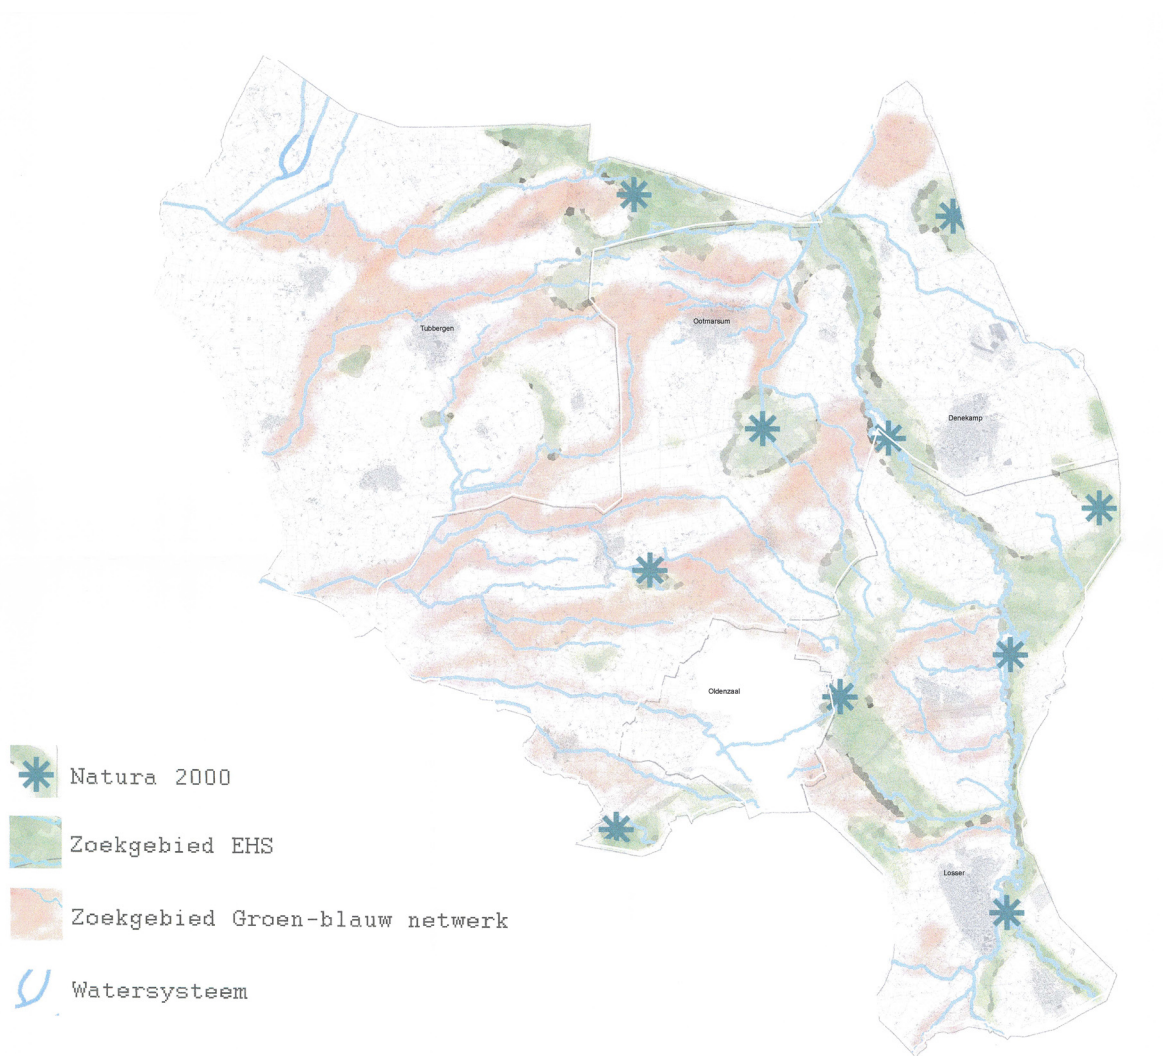 Tubbergen
Ootmarsum
Denekamp
Oldenzaal
Losser
Natura 2000
Zoekgebied EHS
Zoekgebied Groen-blauw netwerk
Watersysteem